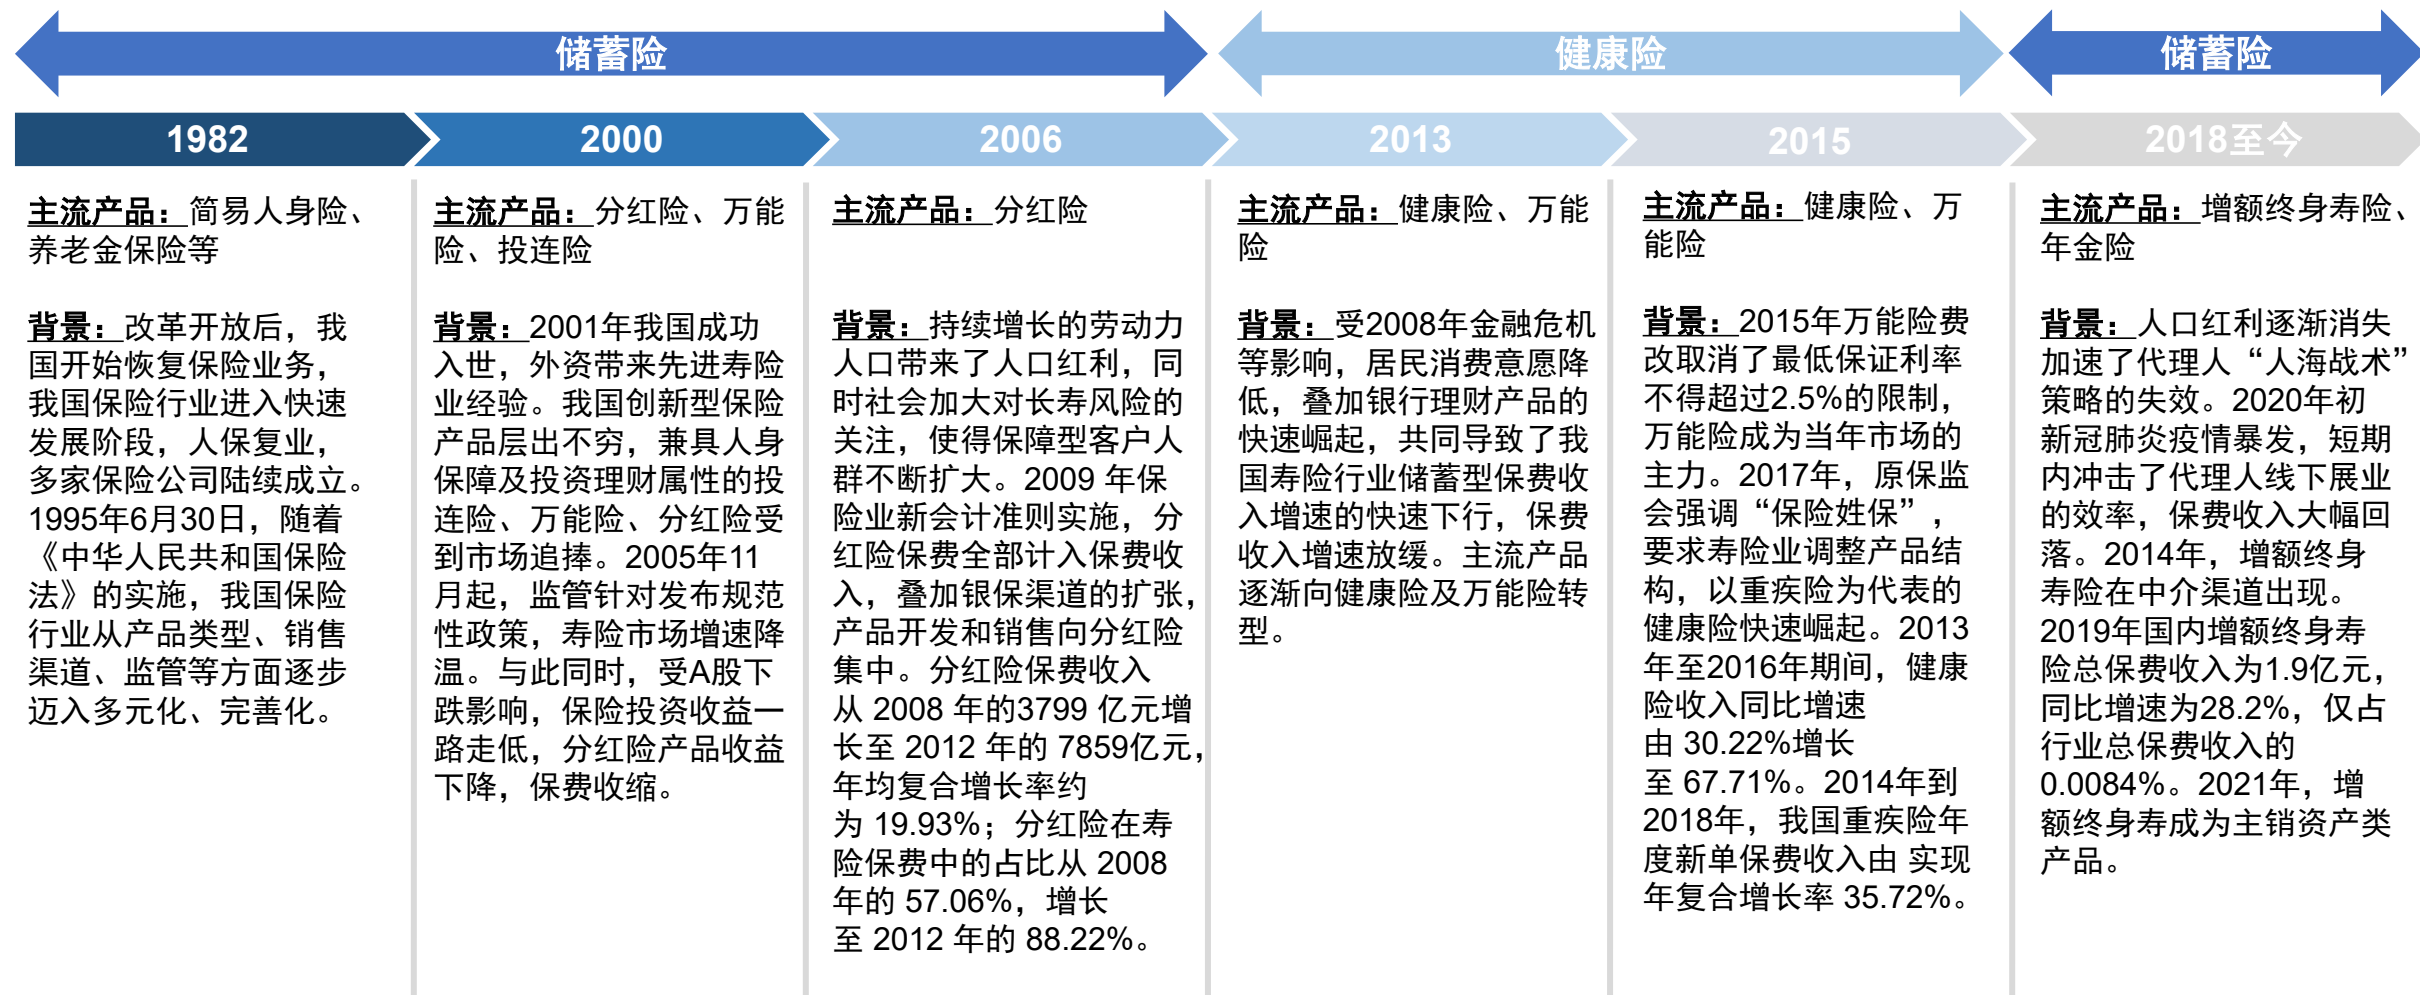 储蓄险
健康险
储蓄险
1982
2000
2006
2013
2015
2018至今
主流产品：简易人身险、
养老金保险等
背景：改革开放后，我
国开始恢复保险业务，
我国保险行业进入快速
发展阶段，人保复业，
多家保险公司陆续成立。
1995年6月30日，随着
《中华人民共和国保险
法》的实施，我国保险
行业从产品类型、销售
渠道、监管等方面逐步
迈入多元化、完善化。
主流产品：分红险、万能
险、投连险
背景：2001年我国成功
入世，外资带来先进寿险
业经验。我国创新型保险
产品层出不穷，兼具人身
保障及投资理财属性的投
连险、万能险、分红险受
到市场追捧。2005年11
月起，监管针对发布规范
性政策，寿险市场增速降
温。与此同时，受A股下
跌影响，保险投资收益一
路走低，分红险产品收益
下降，保费收缩。
主流产品：分红险
背景：持续增长的劳动力
人口带来了人口红利，同
时社会加大对长寿风险的
关注，使得保障型客户人
群不断扩大。2009 年保
险业新会计准则实施，分
红险保费全部计入保费收
入，叠加银保渠道的扩张，
产品开发和销售向分红险
集中。分红险保费收入
从 2008 年的3799 亿元增
长至 2012 年的 7859亿元，
年均复合增长率约
为 19.93%；分红险在寿
险保费中的占比从 2008
年的 57.06%，增长
至 2012 年的 88.22%。
主流产品：健康险、万能
险
背景：受2008年金融危机
等影响，居民消费意愿降
低，叠加银行理财产品的
快速崛起，共同导致了我
国寿险行业储蓄型保费收
入增速的快速下行，保费
收入增速放缓。主流产品
逐渐向健康险及万能险转
型。
主流产品：健康险、万
能险
背景：2015年万能险费
改取消了最低保证利率
不得超过2.5%的限制，
万能险成为当年市场的
主力。2017年，原保监
会强调“保险姓保”，
要求寿险业调整产品结
构，以重疾险为代表的
健康险快速崛起。2013
年至2016年期间，健康
险收入同比增速
由 30.22%增长
至 67.71%。2014年到
2018年，我国重疾险年
度新单保费收入由 实现
年复合增长率 35.72%。
主流产品：增额终身寿险、
年金险
背景：人口红利逐渐消失
加速了代理人“人海战术”
策略的失效。2020年初
新冠肺炎疫情暴发，短期
内冲击了代理人线下展业
的效率，保费收入大幅回
落。2014年，增额终身
寿险在中介渠道出现。
2019年国内增额终身寿
险总保费收入为1.9亿元，
同比增速为28.2%，仅占
行业总保费收入的
0.0084%。2021年，增
额终身寿成为主销资产类
产品。